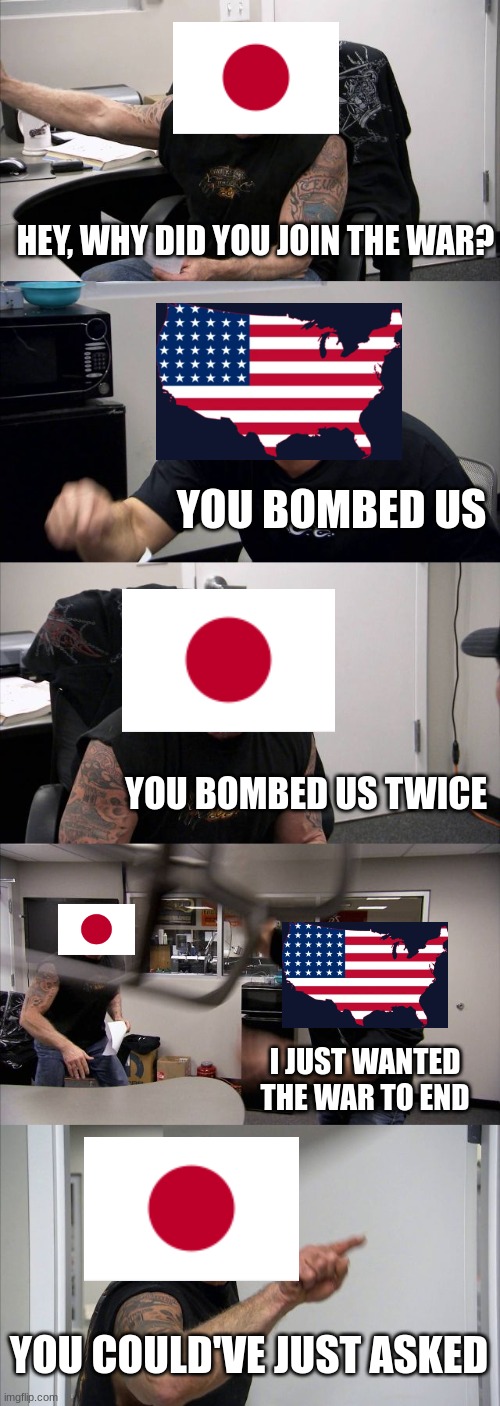 HEY, WHY DID YOU JOIN THE WAR?
YOU BOMBED US
YOU BOMBED US TWICE
I JUST WANTED
THE WAR TO END
YOU COULD'VE JUST ASKED
imgflip.com